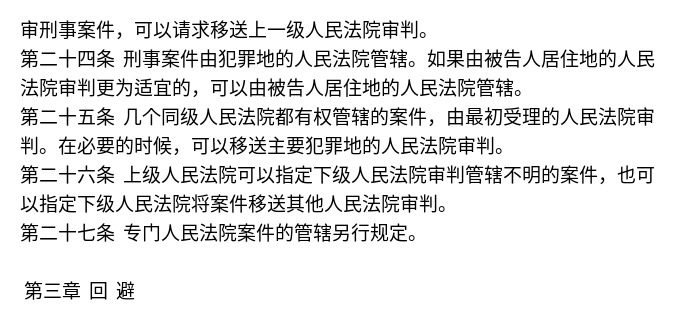 审刑事案件，可以请求移送上一级人民法院审判。
第二十四条 刑事案件由犯罪地的人民法院管辖。如果由被告人居住地的人民
法院审判更为适宜的，可以由被告人居住地的人民法院管辖。
第二十五条 几个同级人民法院都有权管辖的案件，由最初受理的人民法院审
判。在必要的时候，可以移送主要犯罪地的人民法院审判。
第二十六条 上级人民法院可以指定下级人民法院审判管辖不明的案件，也可
以指定下级人民法院将案件移送其他人民法院审判。
第二十七条 专门人民法院案件的管辖另行规定。
第三章 回 避